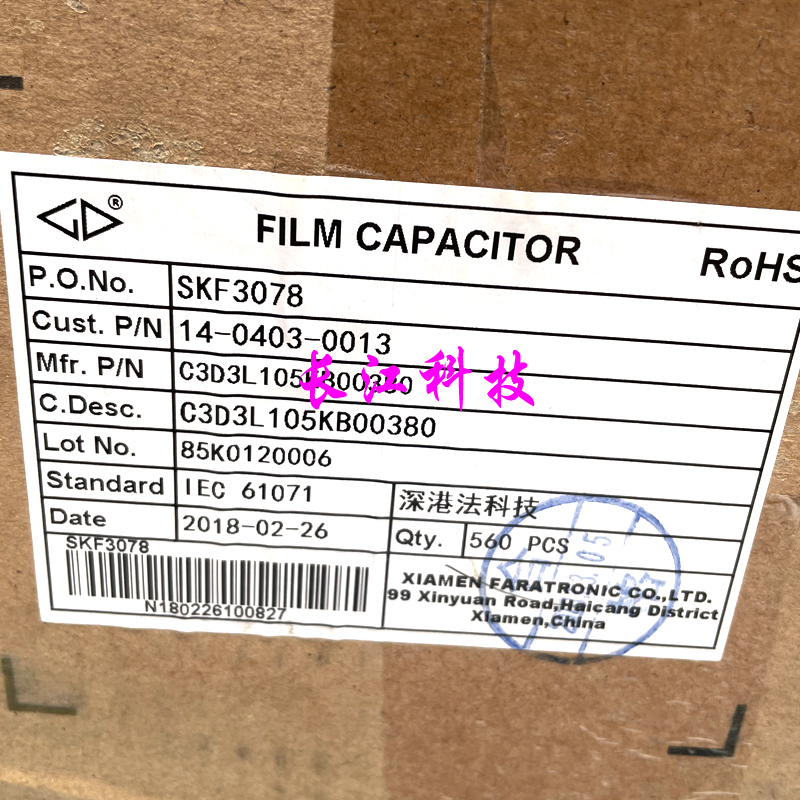 ®
FILM CAPACITOR
RoHS
P.O.No. SKF3078
Cust. P/N 14-0403-0013
Mfr. P/N C3D3L105KB00380
长江科技
C.Desc. C3D3L105KB00380
Lot No. 85K0120006
Standard IEC 61071
深港法科技
Date 2018-02-26
Qty. 560 PCS
SKF3078
N180226100827
XIAMEN FARATRONIC CO.,LTD.
99 Xinyuan Road,Haicang District
Xiamen,China